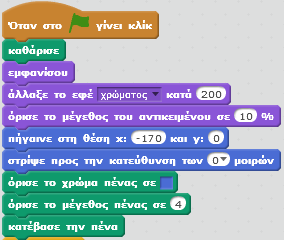 Όταν στο γίνει κλίκ
καθάρισε
εμφανίσου
άλλαξε το εφέ χρώματος κατά 200
όρισε το μέγεθος του αντικειμένου σε 10 %
πήγαινε στη θέση x: -170 και y: 0
στρίψε προς την κατεύθυνση των 0 μοιρών
όρισε το χρώμα πένας σε
όρισε το μέγεθος πένας σε 4
κατέβασε την πένα